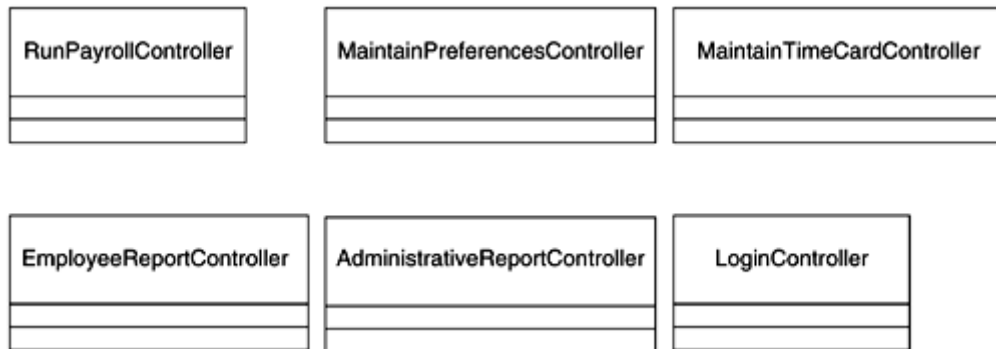 RunPayrollController
MaintainPreferencesController
MaintainTimeCardController
EmployeeReportController
AdministrativeReportController
LoginController